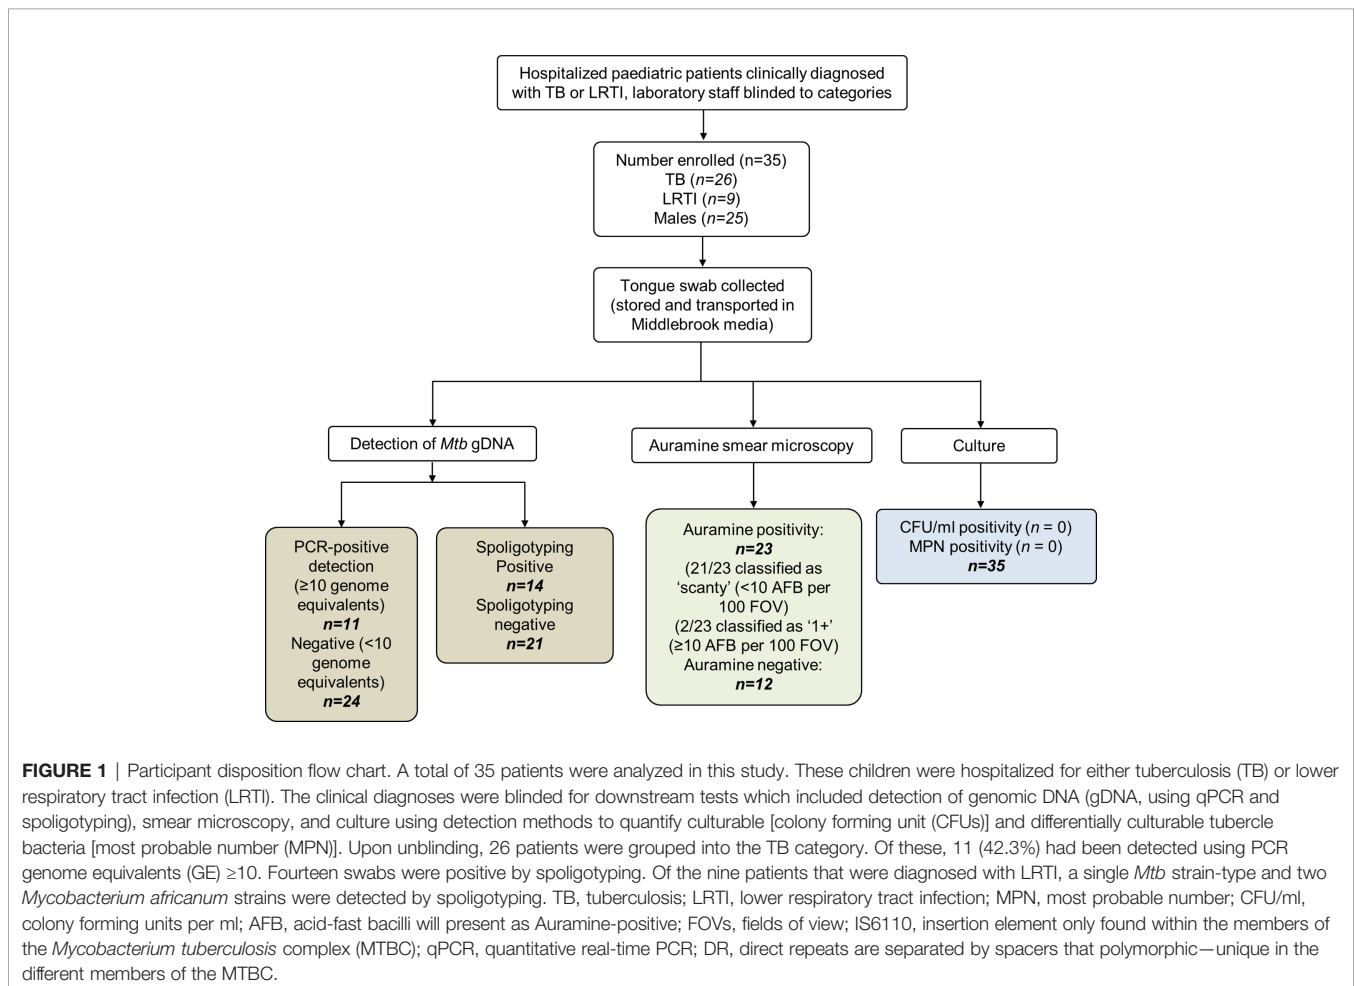 Hospitalized paediatric patients clinically diagnosed
with TB or LRTI, laboratory staff blinded to categories
Number enrolled (n=35)
TB (n=26)
LRTI (n=9)
Males (n=25)
Tongue swab collected
(stored and transported in
Middlebrook media)
Detection of Mtb gDNA
Auramine smear microscopy
Culture
PCR-positive
detection
(≥10 genome
equivalents)
n=11
Negative (<10
genome
equivalents)
n=24
Spoligotyping
Positive
n=14
Spoligotyping
negative
n=21
Auramine positivity:
n=23
(21/23 classified as
‘scanty’ (<10 AFB per
100 FOV)
(2/23 classified as ‘1+’
(≥10 AFB per 100 FOV)
Auramine negative:
n=12
CFU/ml positivity (n = 0)
MPN positivity (n = 0)
n=35
FIGURE 1 | Participant disposition flow chart. A total of 35 patients were analyzed in this study. These children were hospitalized for either tuberculosis (TB) or lower
respiratory tract infection (LRTI). The clinical diagnoses were blinded for downstream tests which included detection of genomic DNA (gDNA, using qPCR and
spoligotyping), smear microscopy, and culture using detection methods to quantify culturable [colony forming unit (CFUs)] and differentially culturable tubercle
bacteria [most probable number (MPN)]. Upon unblinding, 26 patients were grouped into the TB category. Of these, 11 (42.3%) had been detected using PCR
genome equivalents (GE) ≥10. Fourteen swabs were positive by spoligotyping. Of the nine patients that were diagnosed with LRTI, a single Mtb strain-type and two
Mycobacterium africanum strains were detected by spoligotyping. TB, tuberculosis; LRTI, lower respiratory tract infection; MPN, most probable number; CFU/ml,
colony forming units per ml; AFB, acid-fast bacilli will present as Auramine-positive; FOVs, fields of view; IS6110, insertion element only found within the members of
the Mycobacterium tuberculosis complex (MTBC); qPCR, quantitative real-time PCR; DR, direct repeats are separated by spacers that polymorphic—unique in the
different members of the MTBC.